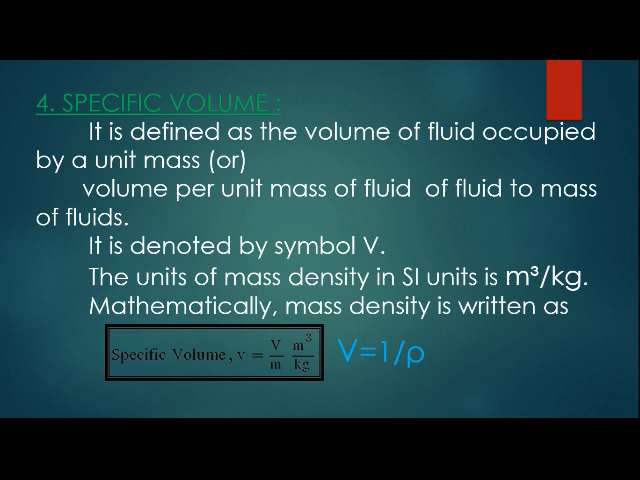 4. SPECIFIC VOLUME :
It is defined as the volume of fluid occupied
by a unit mass (or)
volume per unit mass of fluid of fluid to mass
of fluids.
It is denoted by symbol V.
The units of mass density in SI units is m³/kg.
Mathematically, mass density is written as
Specific Volume, v = V/m m³/kg V=1/ρ